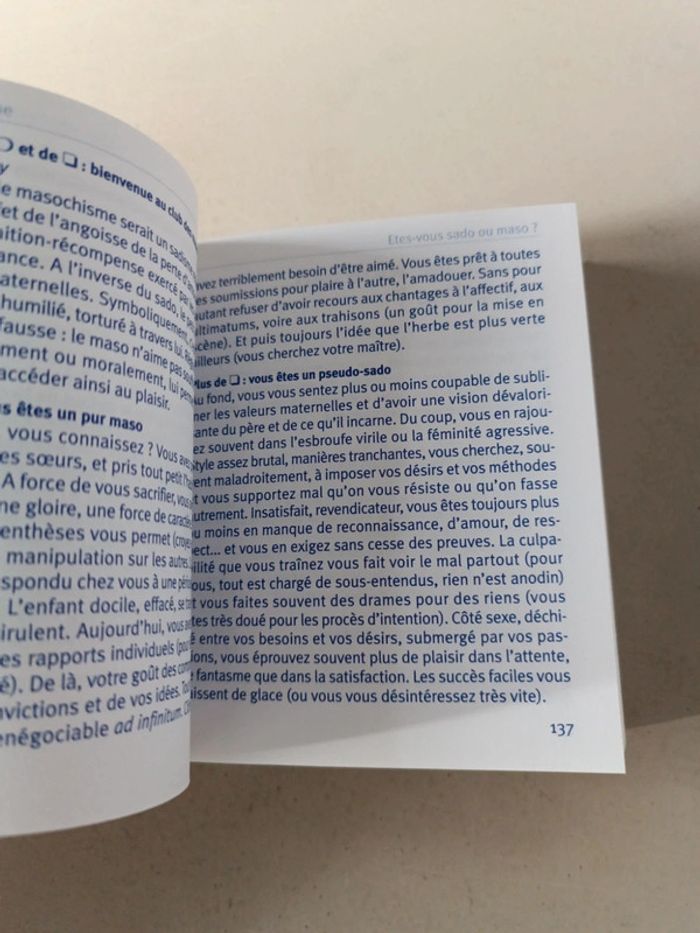 et de ❏ : bienvenue au club des
masochisme serait un
de l'angoisse de la perte
exercé
A l'inverse du sado, le
Symboliquement,
humilié, torturé à travers lui.
fausse : le maso n'aime pas
ou moralement, lui
accéder ainsi au plaisir.
êtes un pur maso
vous connaissez ? Vous
sœurs, et pris tout petit
A force de vous sacrifier, vous
gloire, une force de
vous permet
manipulation sur les autres.
chez vous à une
L'enfant docile, effacé, se
Aujourd'hui, vous
rapports individuels
De là, votre goût des
et de vos idées.
ad infinitum.
Etes-vous sado ou maso ?
avez terriblement besoin d'être aimé. Vous êtes prêt à toutes
soumissions pour plaire à l'autre, l'amadouer. Sans pour
autant refuser d'avoir recours aux chantages à l'affectif, aux
ultimatums, voire aux trahisons (un goût pour la mise en
scène). Et puis toujours l'idée que l'herbe est plus verte
ailleurs (vous cherchez votre maître).
Plus de ❏ : vous êtes un pseudo-sado
Au fond, vous vous sentez plus ou moins coupable de subli-
mer les valeurs maternelles et d'avoir une vision dévalori-
sante du père et de ce qu'il incarne. Du coup, vous en rajou-
tez souvent dans l'esbroufe virile ou la féminité agressive.
Style assez brutal, manières tranchantes, vous cherchez, sou-
vent maladroitement, à imposer vos désirs et vos méthodes
et vous supportez mal qu'on vous résiste ou qu'on fasse
autrement. Insatisfait, revendicateur, vous êtes toujours plus
ou moins en manque de reconnaissance, d'amour, de res-
pect... et vous en exigez sans cesse des preuves. La culpa-
bilité que vous traînez vous fait voir le mal partout (pour
vous, tout est chargé de sous-entendus, rien n'est anodin)
et vous faites souvent des drames pour des riens (vous
êtes très doué pour les procès d'intention). Côté sexe, déchi-
ré entre vos besoins et vos désirs, submergé par vos pas-
sions, vous éprouvez souvent plus de plaisir dans l'attente,
le fantasme que dans la satisfaction. Les succès faciles vous
laissent de glace (ou vous vous désintéressez très vite).
137